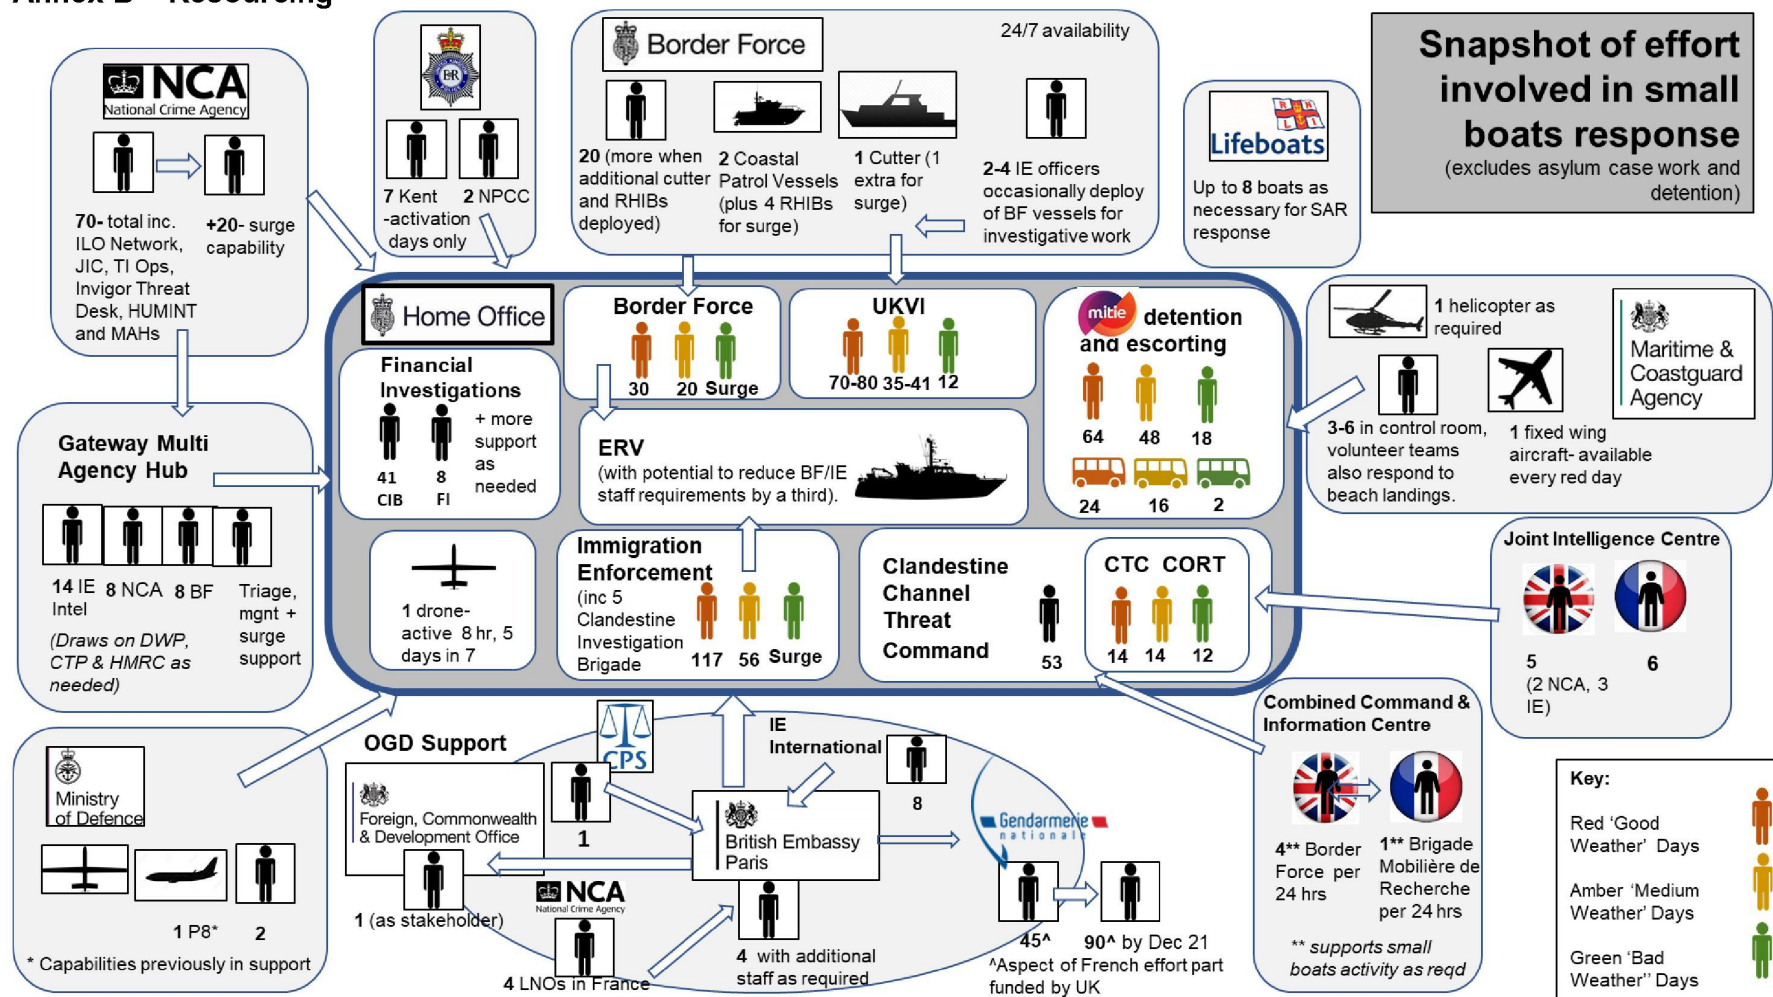 Annex B – Resourcing
Snapshot of effort
involved in small
boats response
(excludes asylum case work and
detention)
NCA
National Crime Agency
70- total inc.
ILO Network,
JIC, TI Ops,
Invigor Threat
Desk, HUMINT
and MAHs
+20- surge
capability
E R
7 Kent
-activation
days only
2 NPCC
Border Force
24/7 availability
20 (more when
additional cutter
and RHIBs
deployed)
2 Coastal
Patrol Vessels
(plus 4 RHIBs
for surge)
1 Cutter (1
extra for
surge)
2-4 IE officers
occasionally deploy
of BF vessels for
investigative work
R N
L I
Lifeboats
Up to 8 boats as
necessary for SAR
response
Home Office
Financial
Investigations
41
CIB
8
FI
+ more
support
as
needed
Border Force
30 20 Surge
UKVI
70-80 35-41 12
mitie detention
and escorting
64 48 18
24 16 2
ERV
(with potential to reduce BF/IE
staff requirements by a third).
1 drone-
active 8 hr, 5
days in 7
Immigration
Enforcement
(inc 5
Clandestine
Investigation
Brigade
117 56 Surge
Clandestine
Channel
Threat
Command
53
CTC CORT
14 14 12
1 helicopter as
required
Maritime &
Coastguard
Agency
3-6 in control room,
volunteer teams
also respond to
beach landings.
1 fixed wing
aircraft- available
every red day
Gateway Multi
Agency Hub
14 IE
Intel
8 NCA
8 BF
Triage,
mgnt +
surge
support
(Draws on DWP,
CTP & HMRC as
needed)
Joint Intelligence Centre
5
(2 NCA, 3
IE)
6
Ministry
of Defence
1 P8*
2
* Capabilities previously in support
OGD Support
CPS
Foreign, Commonwealth
& Development Office
1
1 (as stakeholder)
IE
International
8
British Embassy
Paris
NCA
National Crime Agency
4 LNOs in France
4 with additional
staff as required
Gendarmerie
nationale
45^
90^ by Dec 21
^Aspect of French effort part
funded by UK
Combined Command &
Information Centre
4** Border
Force per
24 hrs
1** Brigade
Mobilière de
Recherche
per 24 hrs
** supports small
boats activity as reqd
Key:
Red ‘Good
Weather’ Days
Amber ‘Medium
Weather’ Days
Green ‘Bad
Weather’’ Days